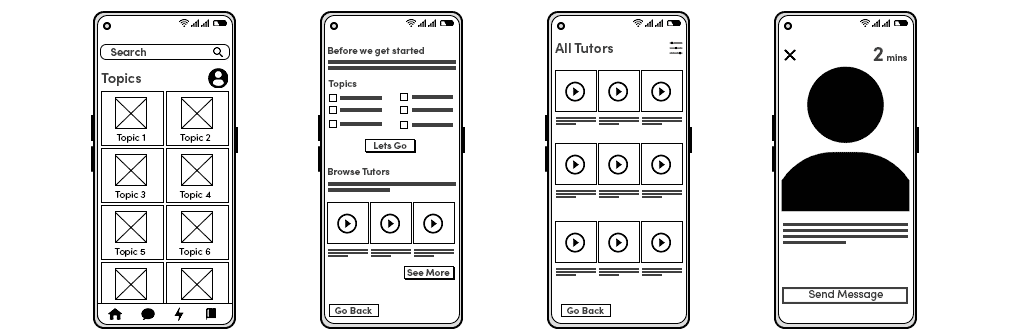 Search
Topics
Topic 1
Topic 2
Topic 3
Topic 4
Topic 5
Topic 6
Before we get started
Topics
Lets Go
Browse Tutors
See More
Go Back
All Tutors
Go Back
2 mins
Send Message